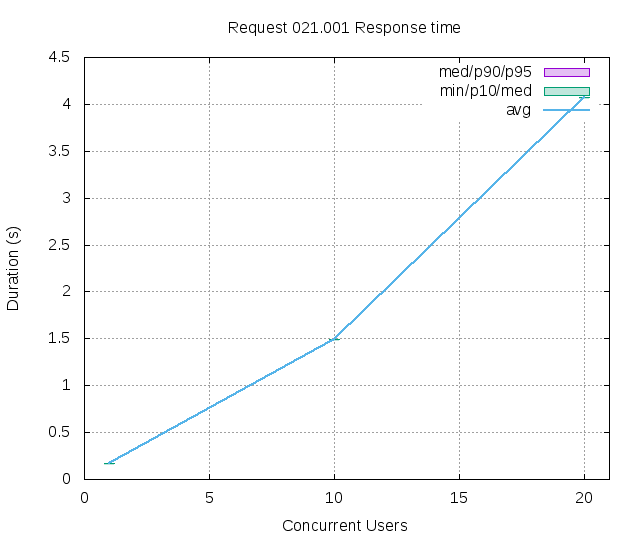 Request 021.001 Response time
4.5
4
3.5
3
2.5
2
1.5
1
0.5
0
Duration (s)
med/p90/p95
min/p10/med
avg
0 5 10 15 20
Concurrent Users